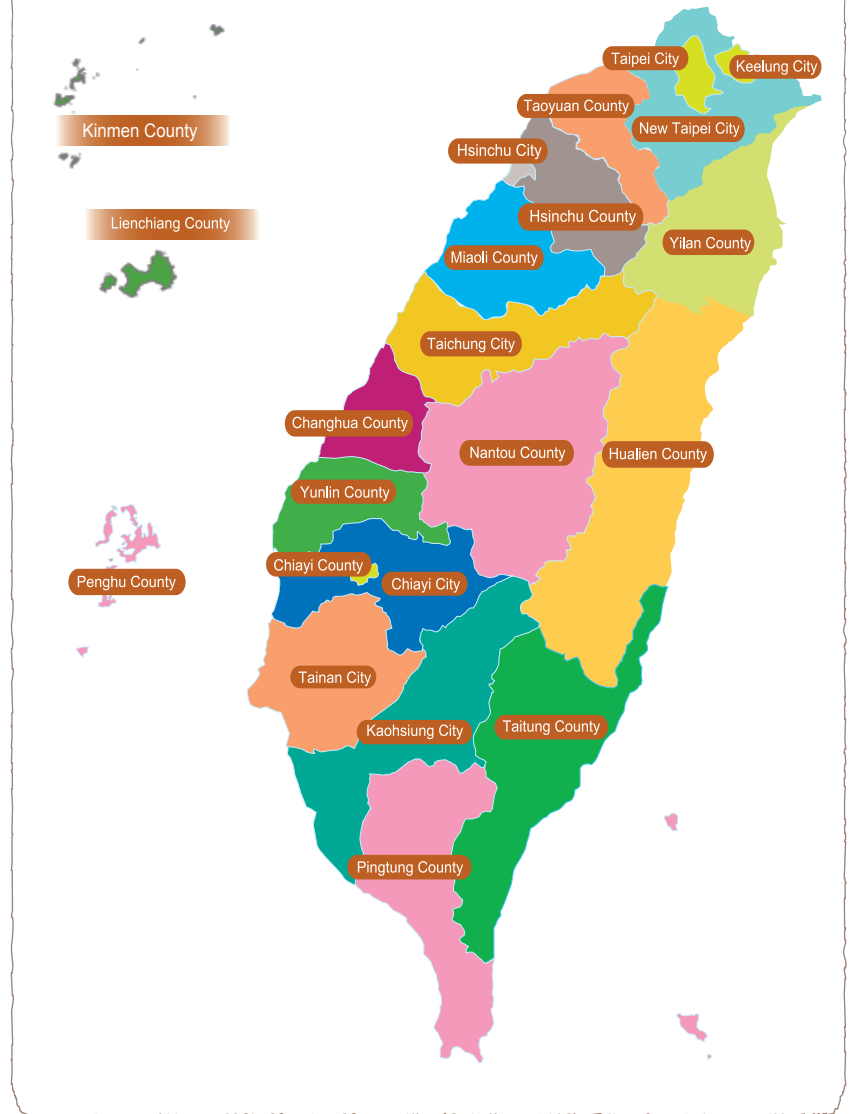 Taipei City
Keelung City
Taoyuan County
New Taipei City
Kinmen County
Hsinchu City
Hsinchu County
Lienchiang County
Yilan County
Miaoli County
Taichung City
Changhua County
Nantou County
Hualien County
Yunlin County
Chiayi County
Chiayi City
Penghu County
Tainan City
Kaohsiung City
Taitung County
Pingtung County